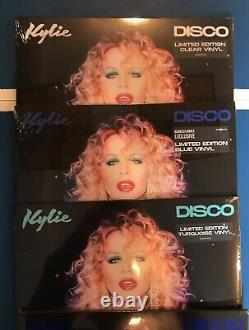 Kylie
DISCO
LIMITED EDITION
CLEAR VINYL
Kylie
DISCO
EXCLUSIVE
LIMITED EDITION
BLUE VINYL
Kylie
DISCO
LIMITED EDITION
TURQUOISE VINYL